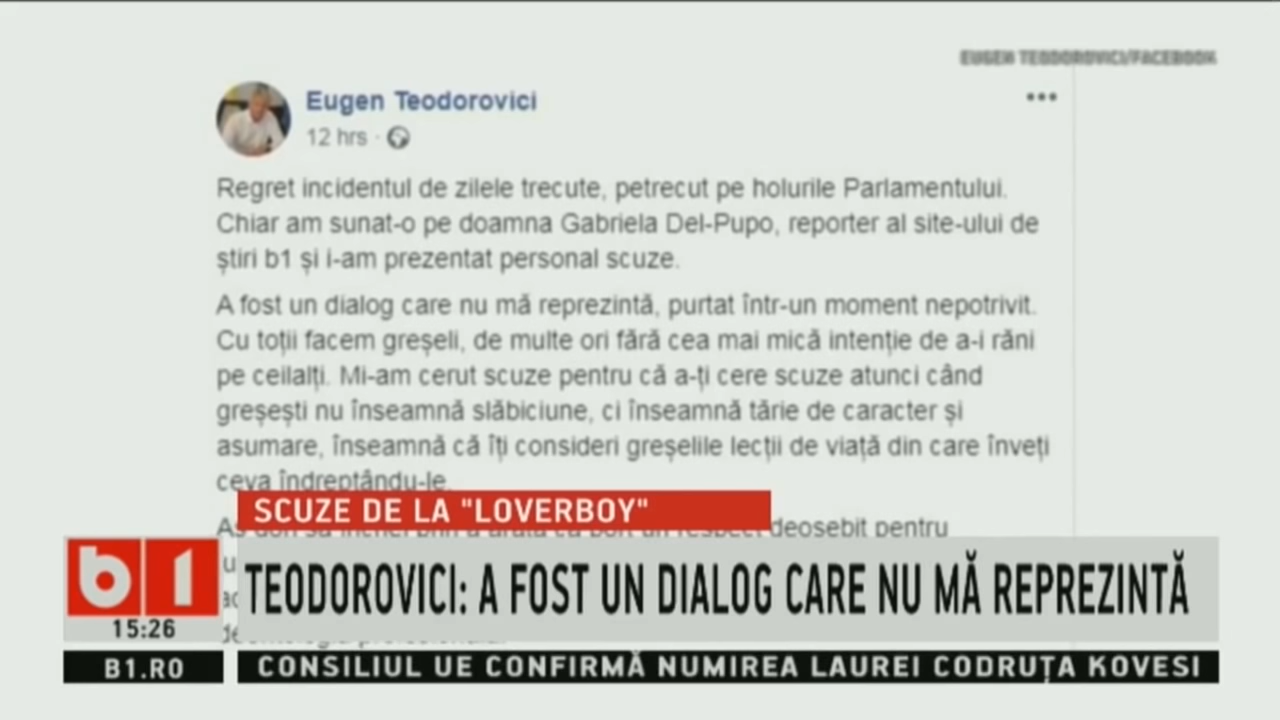 EUGEN TEODOROVICI/FACEBOOK
Eugen Teodorovici
12 hrs ·
Regret incidentul de zilele trecute, petrecut pe holurile Parlamentului.
Chiar am sunat-o pe doamna Gabriela Del-Pupo, reporter al site-ului de
știri b1 și i-am prezentat personal scuze.
A fost un dialog care nu mă reprezintă, purtat într-un moment nepotrivit.
Cu toții facem greșeli, de multe ori fără cea mai mică intenție de a-i răni
pe ceilalți. Mi-am cerut scuze pentru că a-ți cere scuze atunci când
greșești nu înseamnă slăbiciune, ci înseamnă tărie de caracter și
asumare, înseamnă că îți consideri greșelile lecții de viață din care înveți
ceva îndreptându-le.
deosebit pentru
SCUZE DE LA "LOVERBOY"
TEODOROVICI: A FOST UN DIALOG CARE NU MĂ REPREZINTĂ
b1
15:26
B1.RO
CONSILIUL UE CONFIRMĂ NUMIREA LAUREI CODRUȚA KOVESI